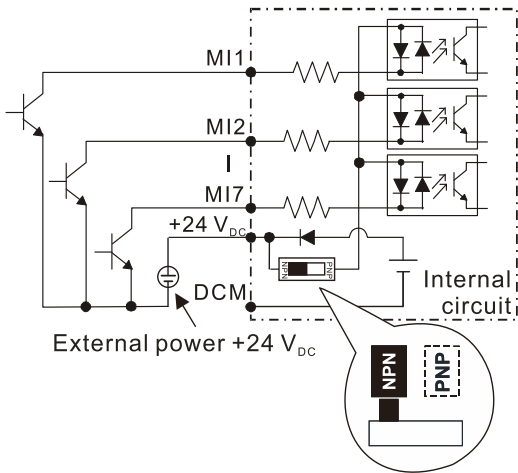 MI1
MI2
I
MI7
+24 VDC
NPN
PNP
DCM
Internal
circuit
External power +24 VDC
NPN
PNP